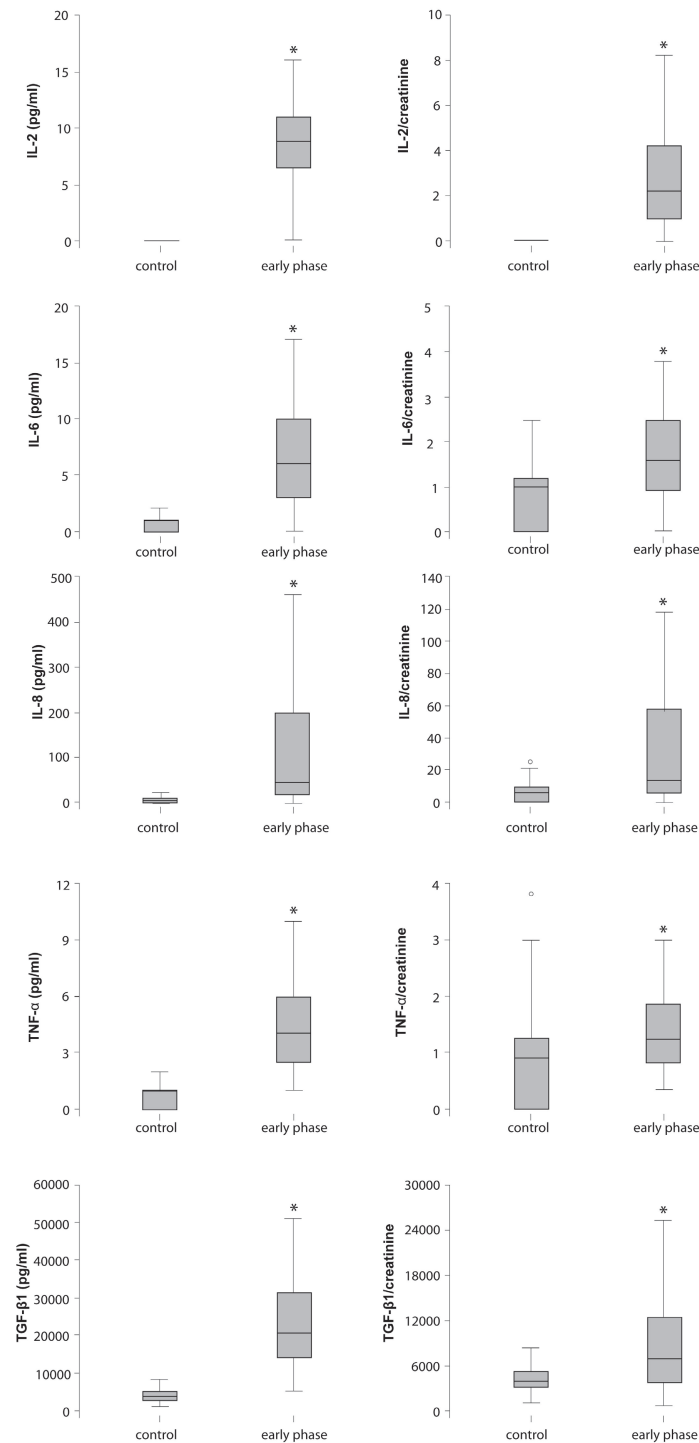 20
15
10
5
0
IL-2 (pg/ml)
*
control
early phase
10
8
6
4
2
0
IL-2/creatinine
*
control
early phase
20
15
10
5
0
IL-6 (pg/ml)
*
control
early phase
5
4
3
2
1
0
IL-6/creatinine
*
control
early phase
500
400
300
200
100
0
IL-8 (pg/ml)
*
control
early phase
140
120
100
80
60
40
20
0
IL-8/creatinine
*
control
early phase
12
9
6
3
0
TNF-α (pg/ml)
*
control
early phase
4
3
2
1
0
TNF-α/creatinine
*
control
early phase
60000
50000
40000
30000
20000
10000
0
TGF-β1 (pg/ml)
*
control
early phase
30000
24000
18000
12000
6000
0
TGF-β1/creatinine
*
control
early phase